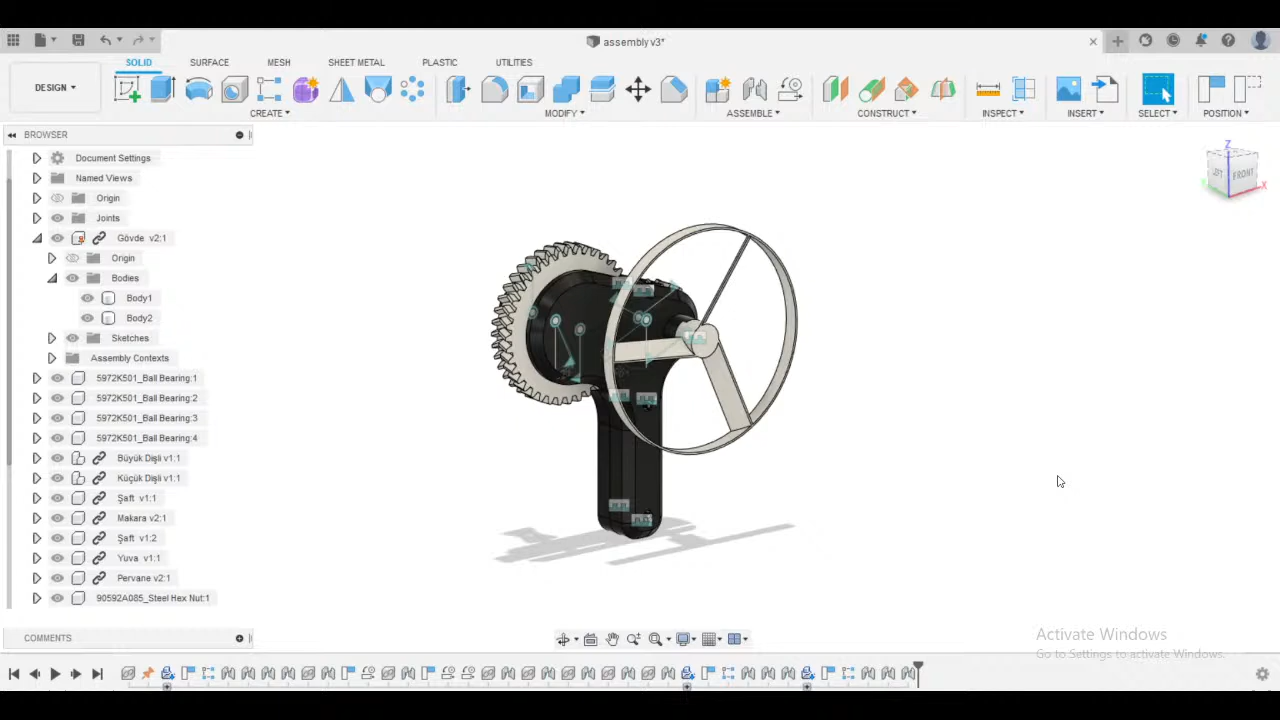 assembly v3*
SOLID SURFACE MESH SHEET METAL PLASTIC UTILITIES
DESIGN
CREATE MODIFY ASSEMBLE CONSTRUCT INSPECT INSERT SELECT POSITION
BROWSER
Document Settings
Named Views
Origin
Joints
Gövde v2:1
Origin
Bodies
Body1
Body2
Sketches
Assembly Contexts
5972K501_Ball Bearing:1
5972K501_Ball Bearing:2
5972K501_Ball Bearing:3
5972K501_Ball Bearing:4
Büyük Dişli v1:1
Küçük Dişli v1:1
Şaft v1:1
Makara v2:1
Şaft v1:2
Yuva v1:1
Pervane v2:1
90592A085_Steel Hex Nut:1
Z
LEFT FRONT
X
COMMENTS
Activate Windows
Go to Settings to activate Windows.